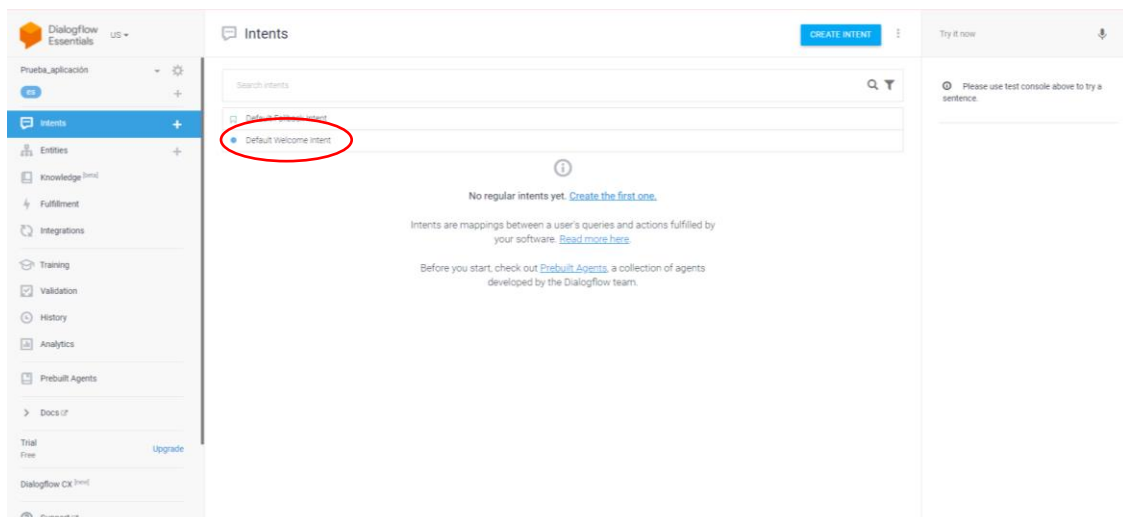 Dialogflow
Essentials
US
Intents
CREATE INTENT
Try it now
Prueba_aplicación
es
Search intents
Please use test console above to try a
sentence.
Intents
Default Fallback Intent
Default Welcome Intent
Entities
Knowledge [beta]
Fulfillment
Integrations
No regular intents yet. Create the first one.
Intents are mappings between a user's queries and actions fulfilled by
your software. Read more here.
Before you start, check out Prebuilt Agents, a collection of agents
developed by the Dialogflow team.
Training
Validation
History
Analytics
Prebuilt Agents
Docs
Trial
Free
Upgrade
Dialogflow CX [new]